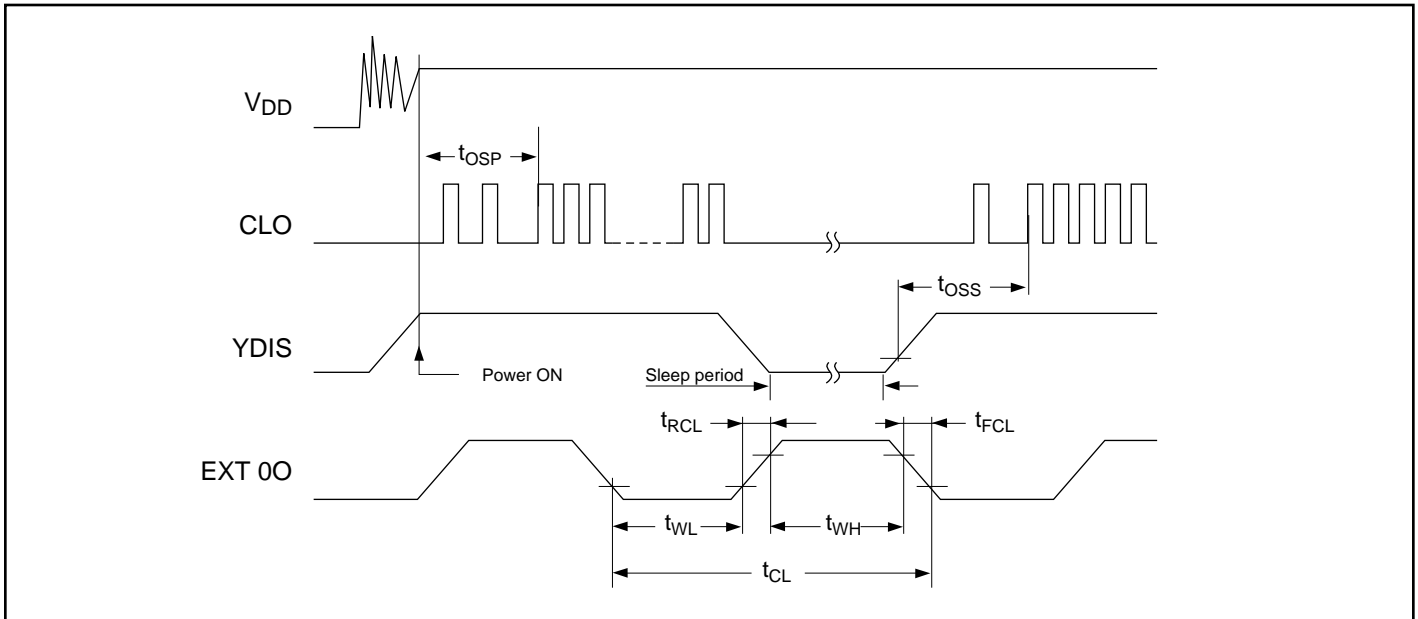 VDD
tOSP
CLO
tOSS
YDIS
Power ON
Sleep period
tRCL
tFCL
EXT 0O
tWL
tWH
tCL